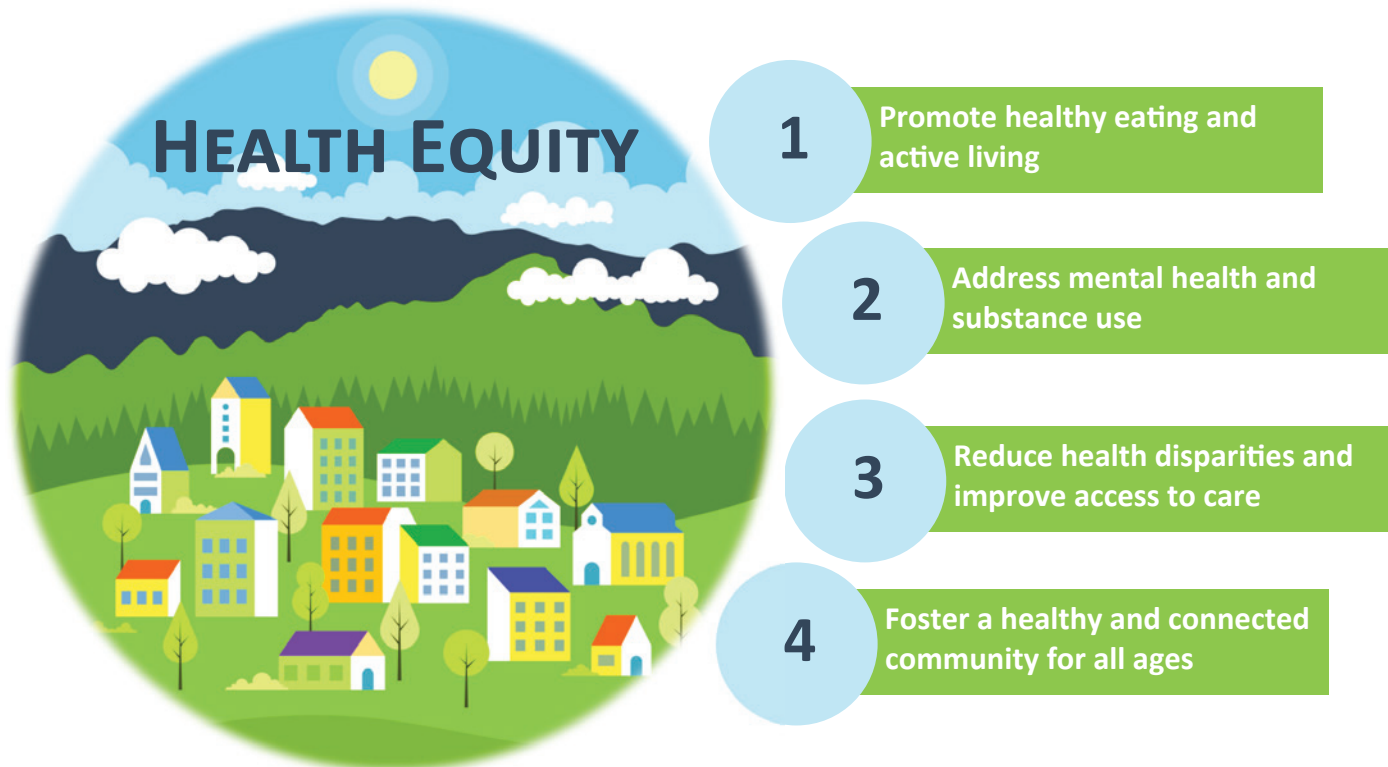 HEALTH EQUITY
1
Promote healthy eating and
active living
2
Address mental health and
substance use
3
Reduce health disparities and
improve access to care
4
Foster a healthy and connected
community for all ages